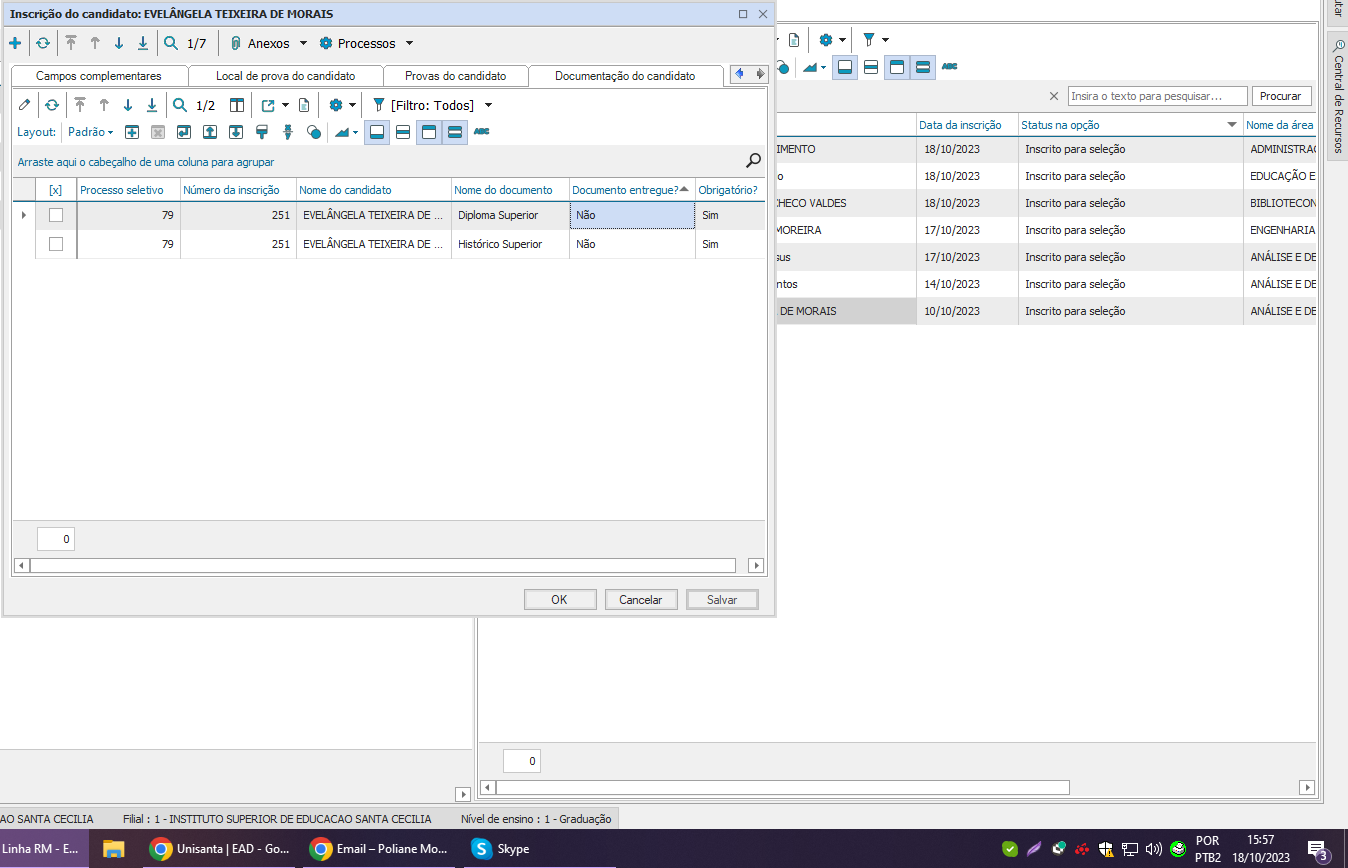 Inscrição do candidato: EVELÂNGELA TEIXEIRA DE MORAIS
1/7 Anexos Processos
Campos complementares Local de prova do candidato Provas do candidato Documentação do candidato
1/2 [Filtro: Todos]
Layout: Padrão ABC
Arraste aqui o cabeçalho de uma coluna para agrupar
[x] Processo seletivo Número da inscrição Nome do candidato Nome do documento Documento entregue? Obrigatório?
79 251 EVELÂNGELA TEIXEIRA DE ... Diploma Superior Não Sim
79 251 EVELÂNGELA TEIXEIRA DE ... Histórico Superior Não Sim
0
OK Cancelar Salvar
ABC
Insira o texto para pesquisar... Procurar
Data da inscrição Status na opção Nome da área
IMENTO 18/10/2023 Inscrito para seleção ADMINISTRAÇ
o 18/10/2023 Inscrito para seleção EDUCAÇÃO E
CHECO VALDES 18/10/2023 Inscrito para seleção BIBLIOTECON
MOREIRA 17/10/2023 Inscrito para seleção ENGENHARIA
sus 17/10/2023 Inscrito para seleção ANÁLISE E DE
ntos 14/10/2023 Inscrito para seleção ANÁLISE E DE
DE MORAIS 10/10/2023 Inscrito para seleção ANÁLISE E DE
0
utar
Central de Recursos
AO SANTA CECILIA Filial : 1 - INSTITUTO SUPERIOR DE EDUCACAO SANTA CECILIA Nível de ensino : 1 - Graduação
Linha RM - E... Unisanta | EAD - Go... Email – Poliane Mo... Skype
POR
PTB2
15:57
18/10/2023
3